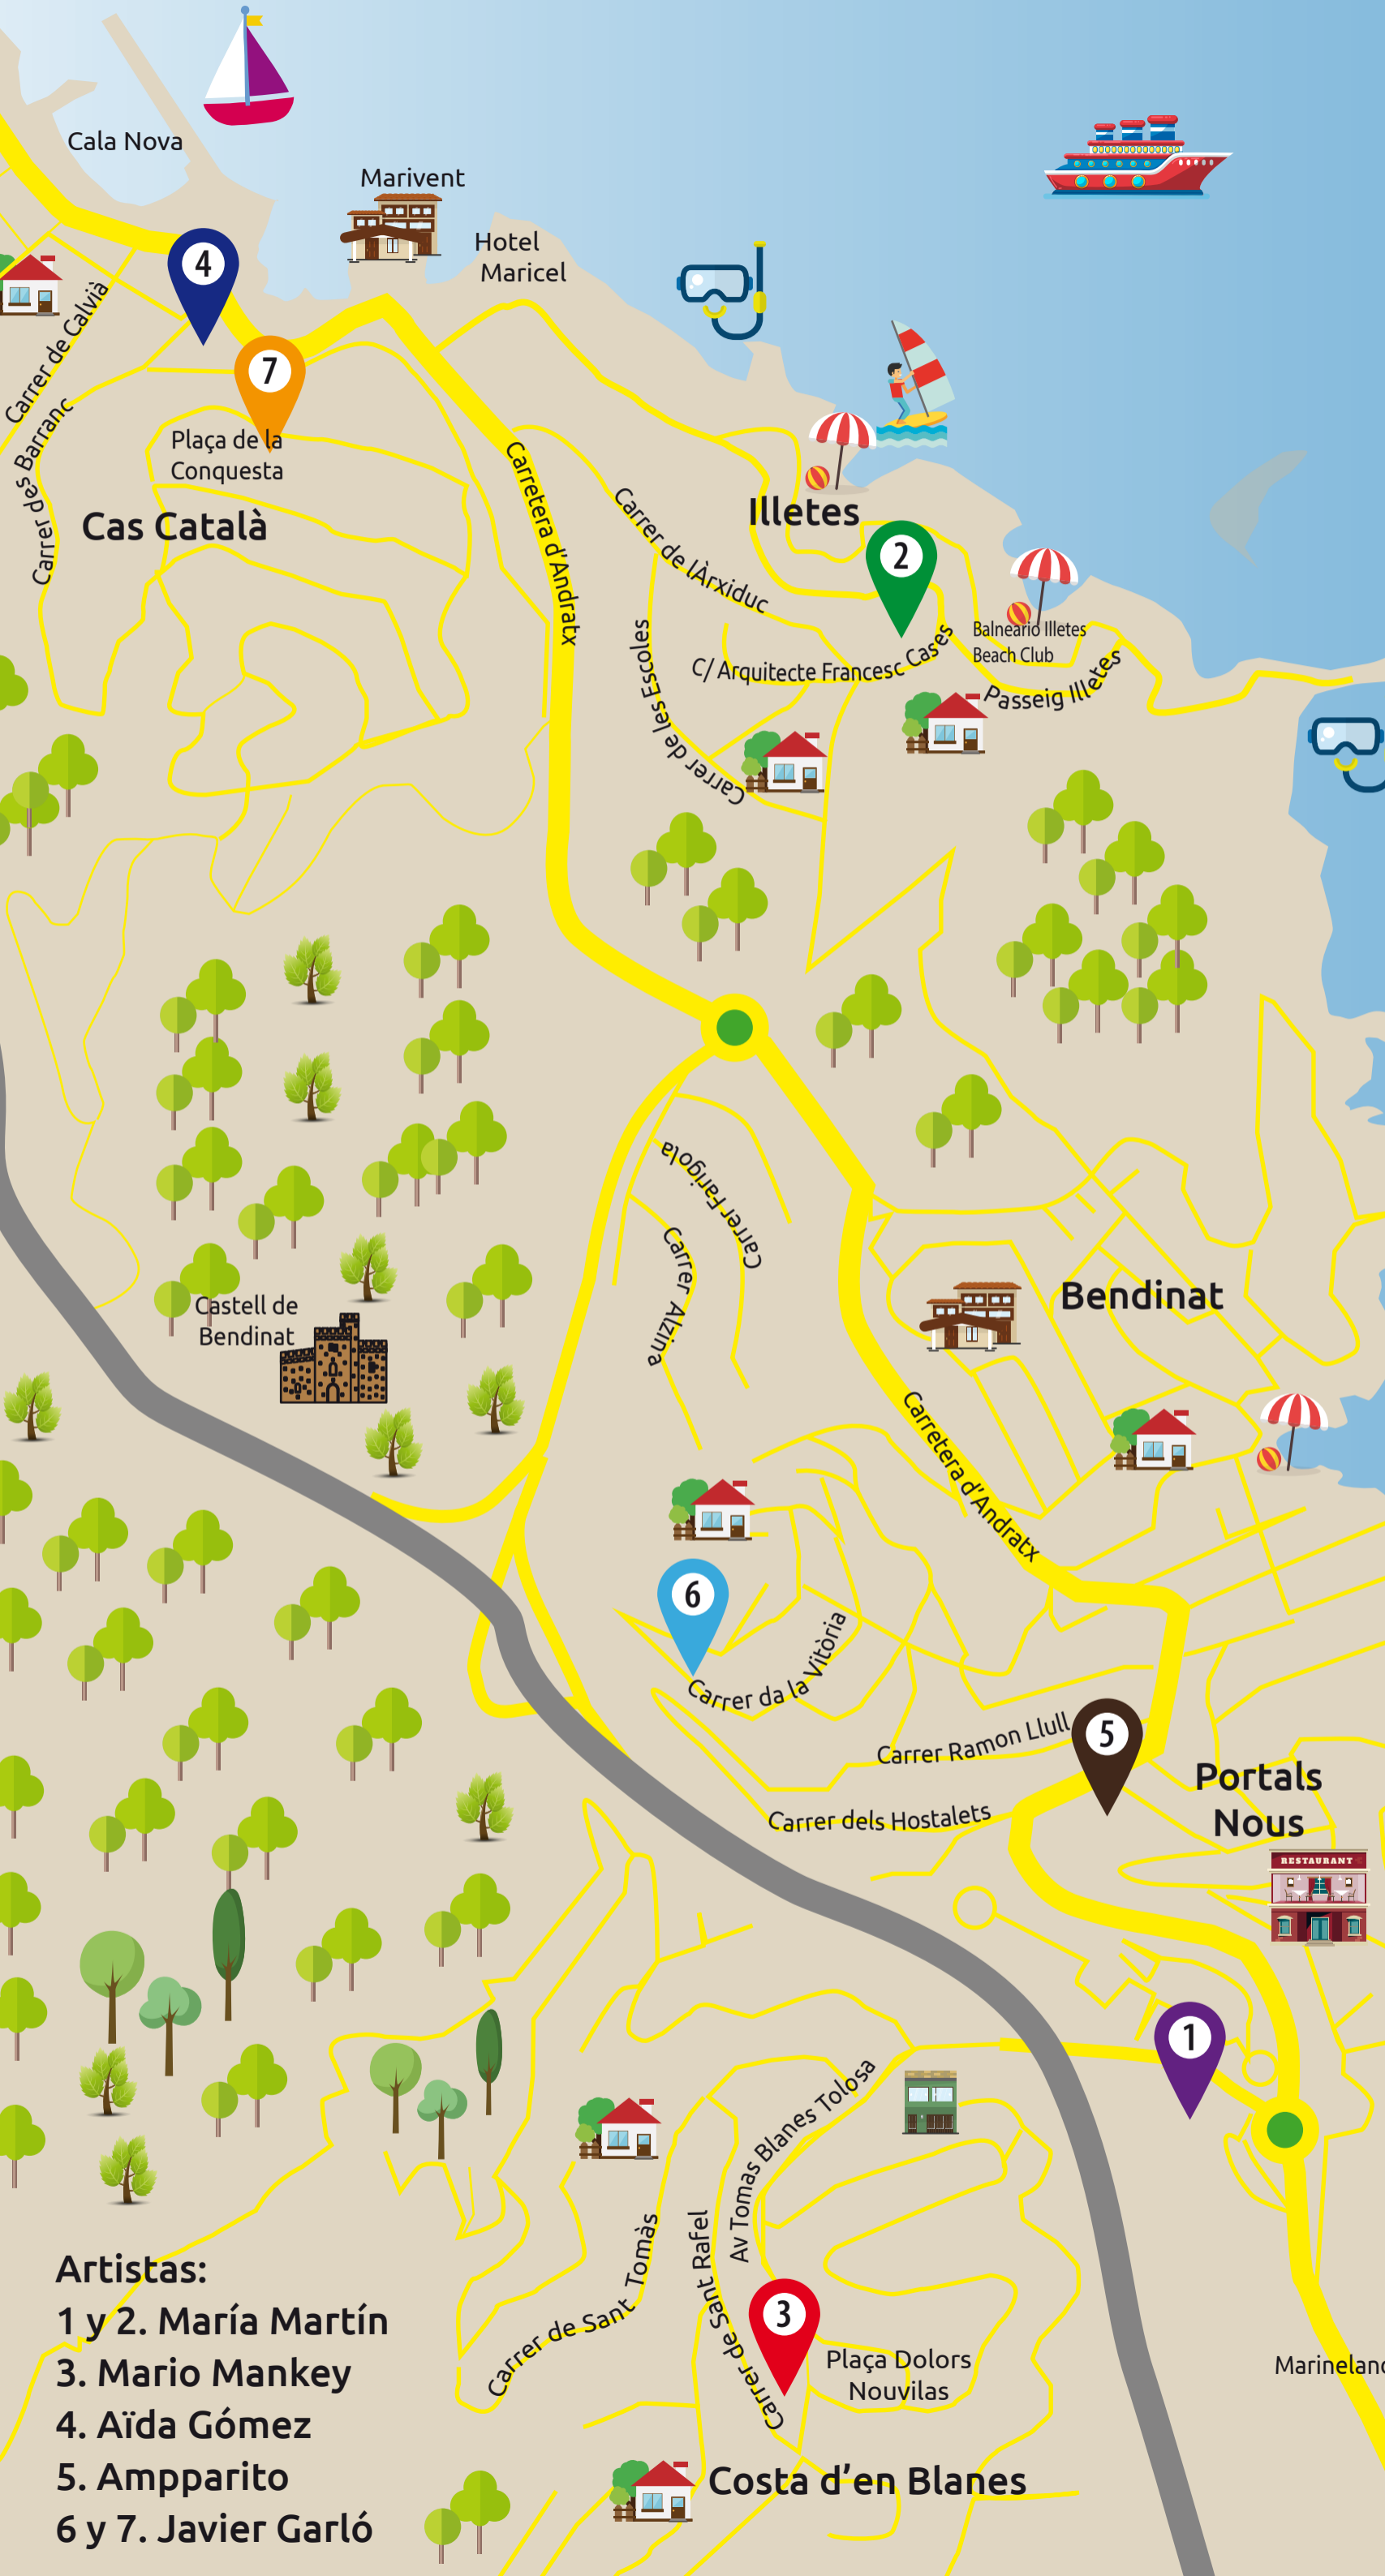 Cala Nova
Marivent
Hotel
Maricel
4
7
Carrer de Calvià
Carrer des Barranc
Plaça de la
Conquesta
Cas Català
Carretera d'Andratx
Carrer de lÀrxiduc
Illetes
2
Carrer de les Escoles
C/ Arquitecte Francesc Cases
Balneario Illetes
Beach Club
Passeig Illetes
Carrer Farigola
Carrer Alzina
Castell de
Bendinat
Bendinat
Carretera d'Andratx
6
Carrer da la Vitòria
Carrer Ramon Llull
5
Carrer dels Hostalets
Portals
Nous
RESTAURANT
1
Av Tomas Blanes Tolosa
Carrer de Sant Tomàs
Carrer de Sant Rafel
3
Plaça Dolors
Nouvilas
Marineland
Costa d'en Blanes
Artistas:
1 y 2. María Martín
3. Mario Mankey
4. Aïda Gómez
5. Ampparito
6 y 7. Javier Garló